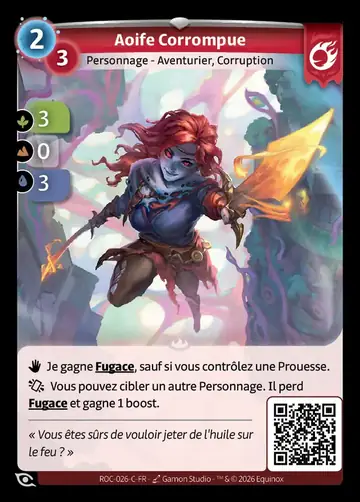 2
Aoife Corrompue
3
Personnage - Aventurier, Corruption
3
0
3
Je gagne Fugace, sauf si vous contrôlez une Prouesse.
Vous pouvez cibler un autre Personnage. Il perd
Fugace et gagne 1 boost.
« Vous êtes sûrs de vouloir jeter de l'huile sur
le feu ? »
ROC-026-C-FR - Gamon Studio - ™ & © 2026 Equinox